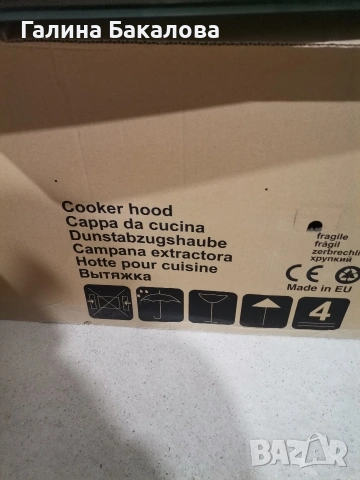 Галина Бакалова
Cooker hood
Cappa da cucina
Dunstabzugshaube
Campana extractora
Hotte pour cuisine
Вытяжка
fragile
frágil
zerbrechli
хрупкий
CE
Made in EU
4
BAZAR